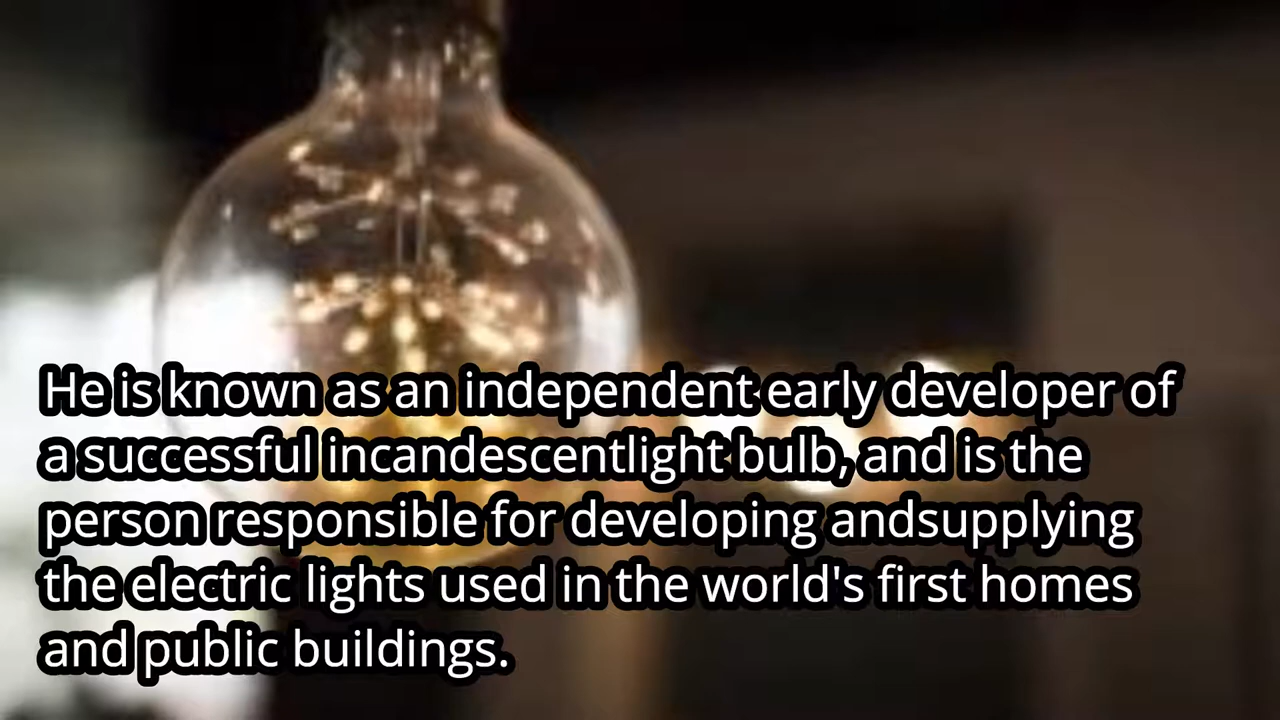 He is known as an independent early developer of
a successful incandescentlight bulb, and is the
person responsible for developing andsupplying
the electric lights used in the world's first homes
and public buildings.